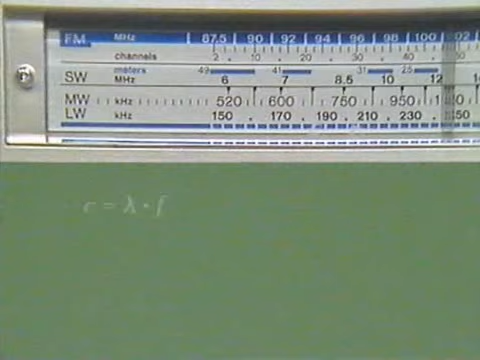 FM MHz 87.5 90 92 94 96 98 100 102
channels 2 . 10 . 20 . 30 . 40 .
meters 49 41 31 25
SW MHz 6 7 8.5 10 12
MW kHz 520 600 750 950
LW kHz 150 . 170 . 190 . 210 . 230 .
c = λ · f